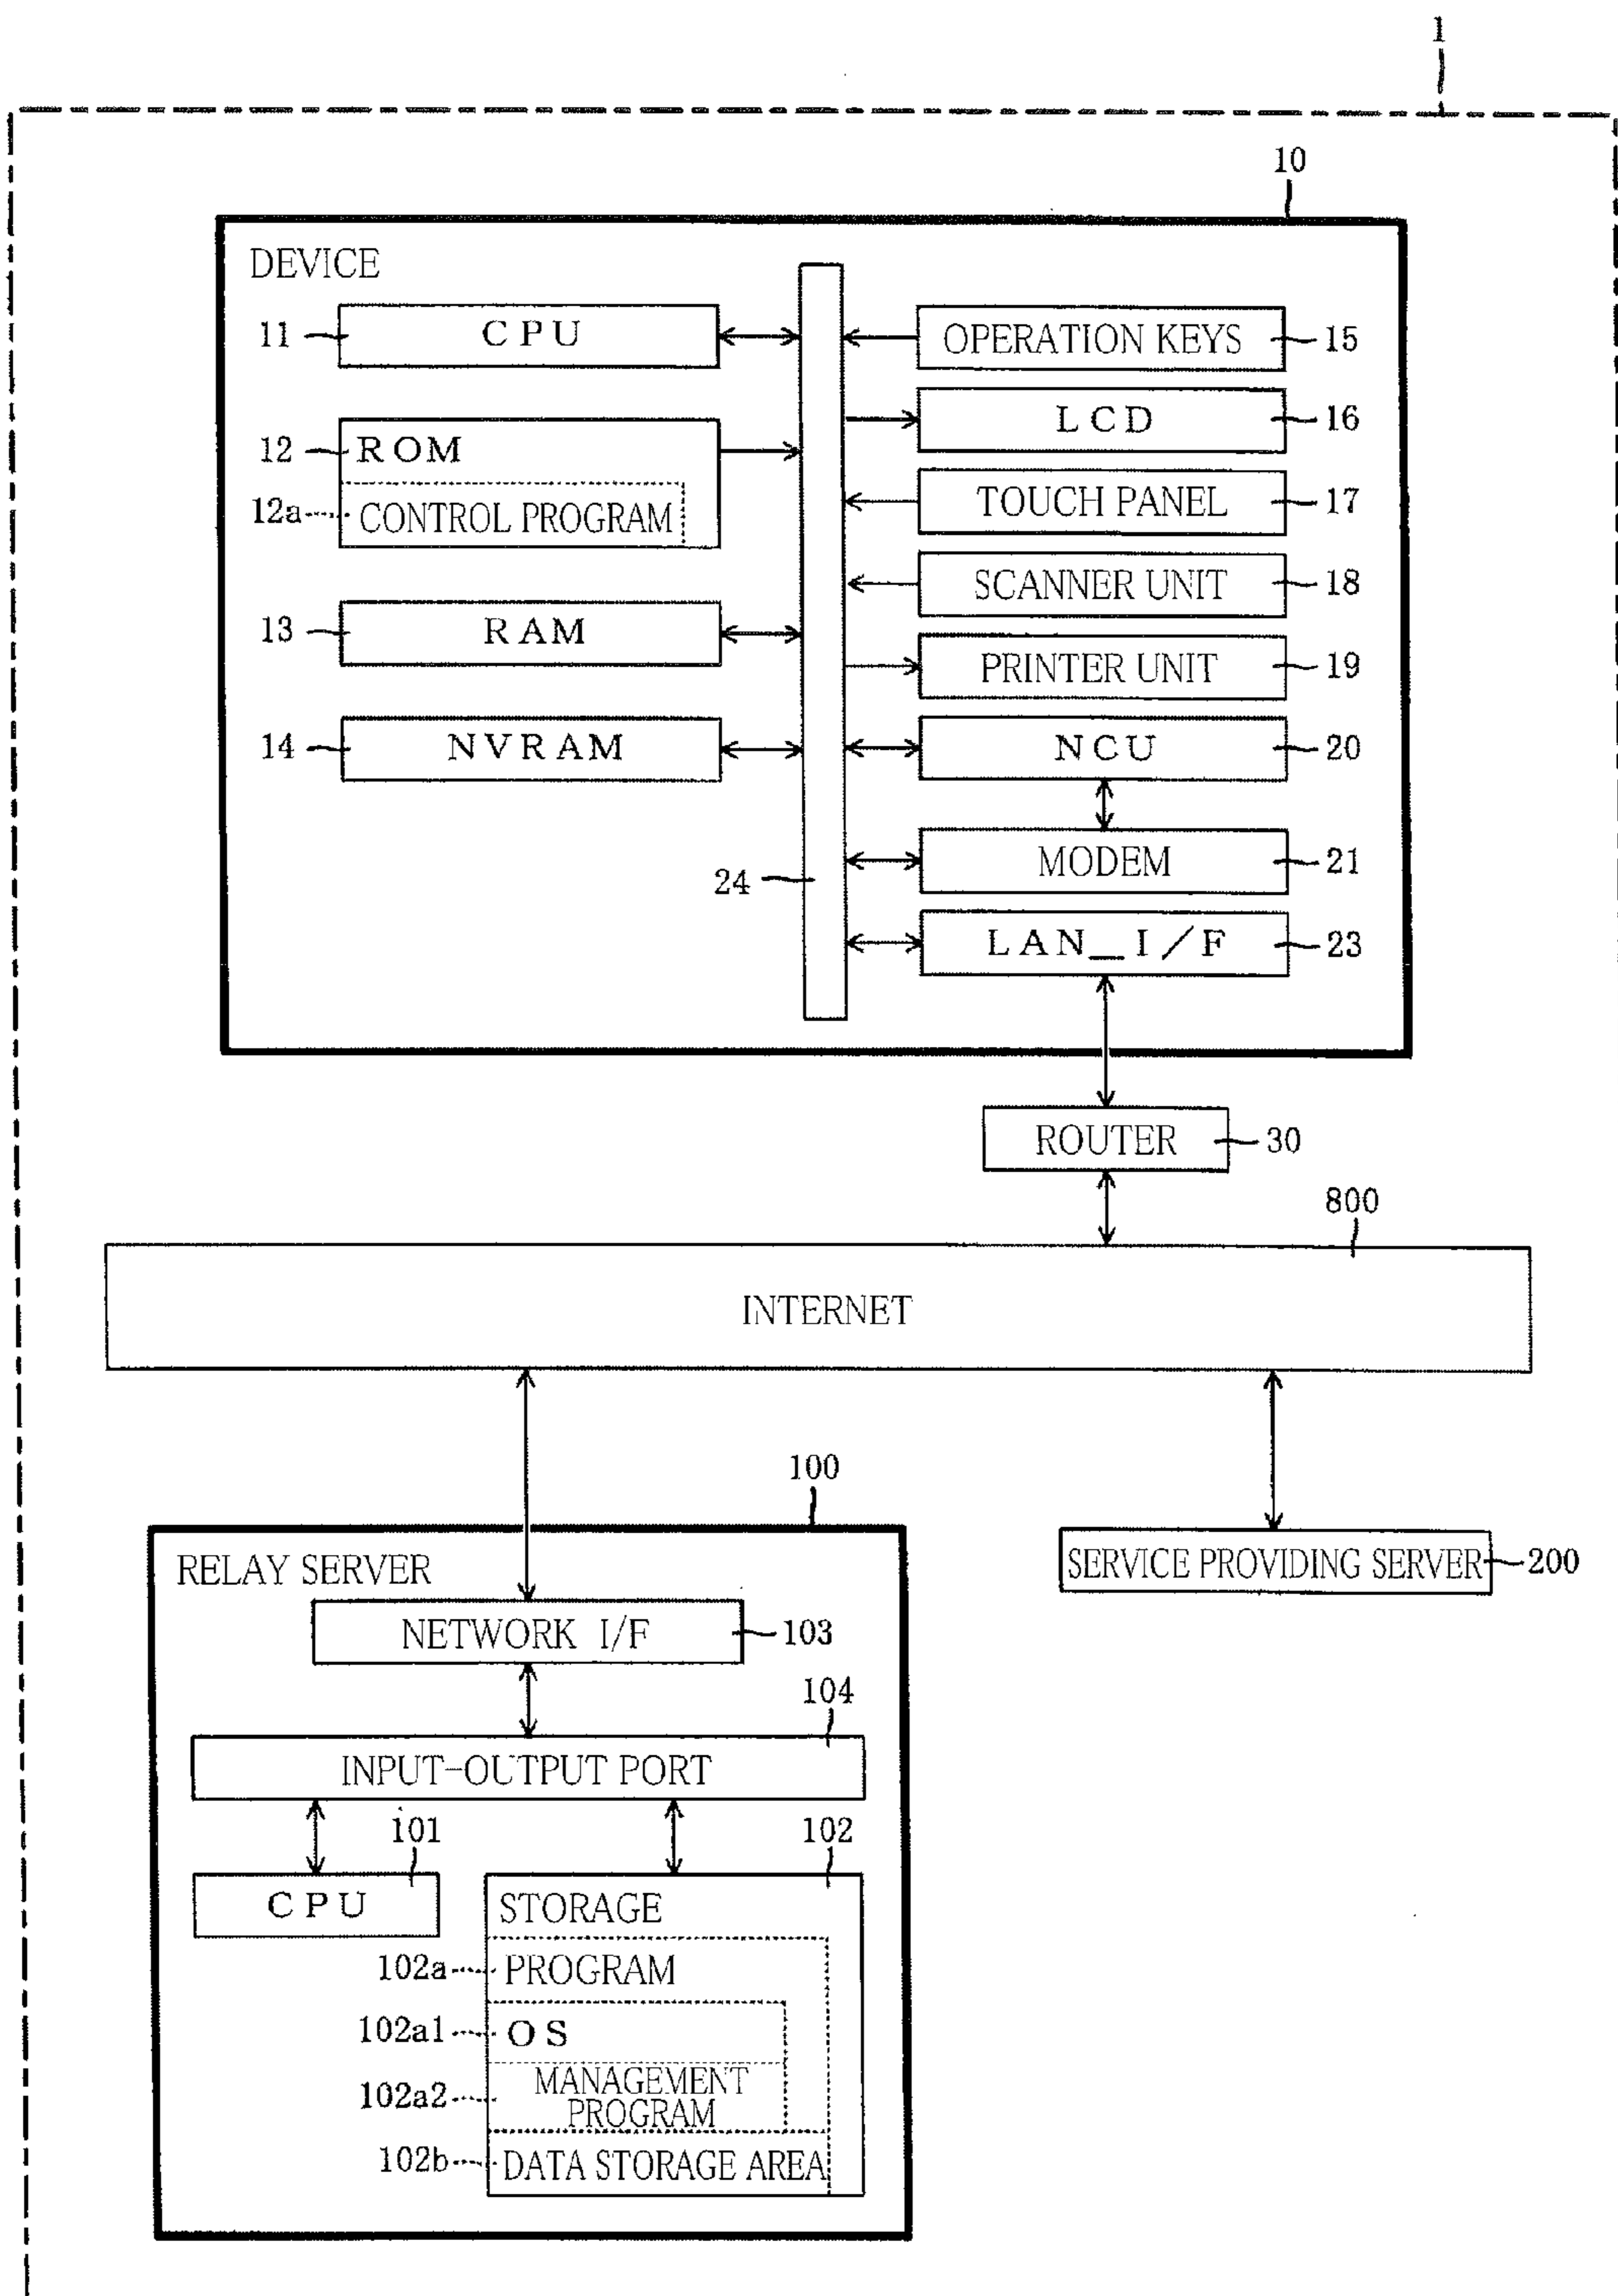 1
10
DEVICE
11 CPU
OPERATION KEYS 15
LCD 16
12 ROM
12a CONTROL PROGRAM
TOUCH PANEL 17
SCANNER UNIT 18
13 RAM
PRINTER UNIT 19
14 NVRAM
NCU 20
24
MODEM 21
LAN_I/F 23
ROUTER 30
800
INTERNET
100
RELAY SERVER
SERVICE PROVIDING SERVER 200
NETWORK I/F 103
104
INPUT-OUTPUT PORT
101
102
CPU
STORAGE
102a PROGRAM
102a1 OS
102a2 MANAGEMENT
PROGRAM
102b DATA STORAGE AREA